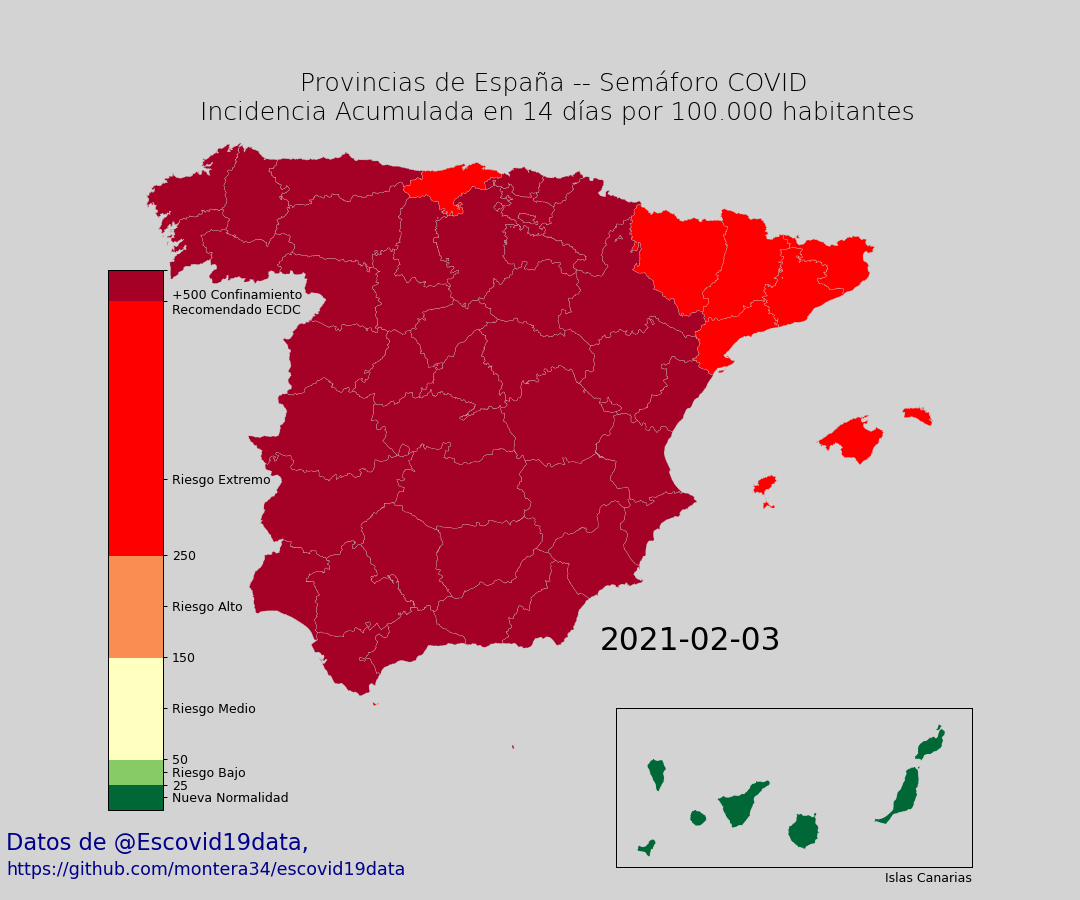 Provincias de España -- Semáforo COVID
Incidencia Acumulada en 14 días por 100.000 habitantes
+500 Confinamiento
Recomendado ECDC
Riesgo Extremo
250
Riesgo Alto
150
Riesgo Medio
50
Riesgo Bajo
25
Nueva Normalidad
2021-02-03
Islas Canarias
Datos de @Escovid19data,
https://github.com/montera34/escovid19data